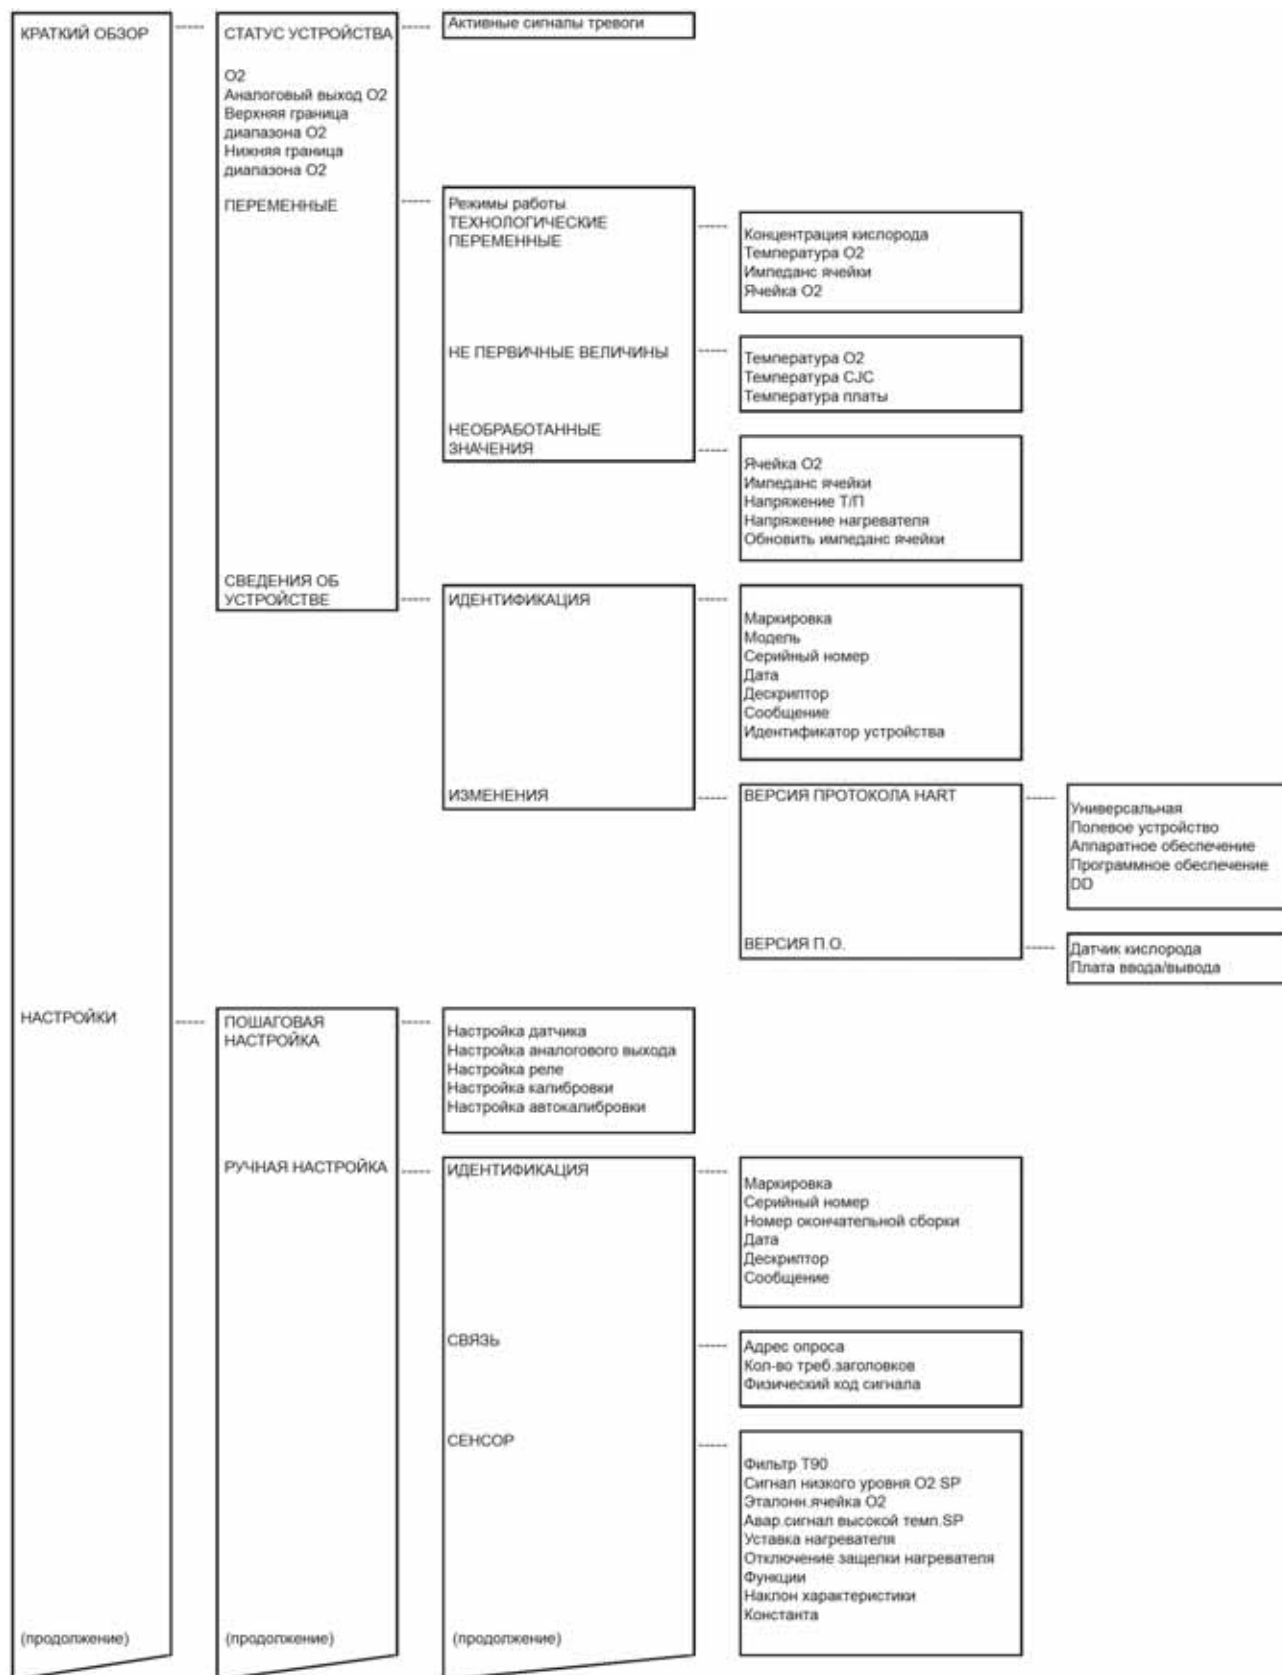 КРАТКИЙ ОБЗОР
СТАТУС УСТРОЙСТВА
Активные сигналы тревоги
O2
Аналоговый выход O2
Верхняя граница
диапазона O2
Нижняя граница
диапазона O2
ПЕРЕМЕННЫЕ
Режимы работы
ТЕХНОЛОГИЧЕСКИЕ
ПЕРЕМЕННЫЕ
Концентрация кислорода
Температура O2
Импеданс ячейки
Ячейка O2
НЕ ПЕРВИЧНЫЕ ВЕЛИЧИНЫ
Температура O2
Температура CJC
Температура платы
НЕОБРАБОТАННЫЕ
ЗНАЧЕНИЯ
Ячейка O2
Импеданс ячейки
Напряжение Т/П
Напряжение нагревателя
Обновить импеданс ячейки
СВЕДЕНИЯ ОБ
УСТРОЙСТВЕ
ИДЕНТИФИКАЦИЯ
Маркировка
Модель
Серийный номер
Дата
Дескриптор
Сообщение
Идентификатор устройства
ИЗМЕНЕНИЯ
ВЕРСИЯ ПРОТОКОЛА HART
Универсальная
Полевое устройство
Аппаратное обеспечение
Программное обеспечение
DD
ВЕРСИЯ П.О.
Датчик кислорода
Плата ввода/вывода
НАСТРОЙКИ
ПОШАГОВАЯ
НАСТРОЙКА
Настройка датчика
Настройка аналогового выхода
Настройка реле
Настройка калибровки
Настройка автокалибровки
РУЧНАЯ НАСТРОЙКА
ИДЕНТИФИКАЦИЯ
Маркировка
Серийный номер
Номер окончательной сборки
Дата
Дескриптор
Сообщение
СВЯЗЬ
Адрес опроса
Кол-во треб.заголовков
Физический код сигнала
СЕНСОР
Фильтр T90
Сигнал низкого уровня O2 SP
Эталонн.ячейка O2
Авар.сигнал высокой темп.SP
Уставка нагревателя
Отключение защелки нагревателя
Функции
Наклон характеристики
Константа
(продолжение)
(продолжение)
(продолжение)